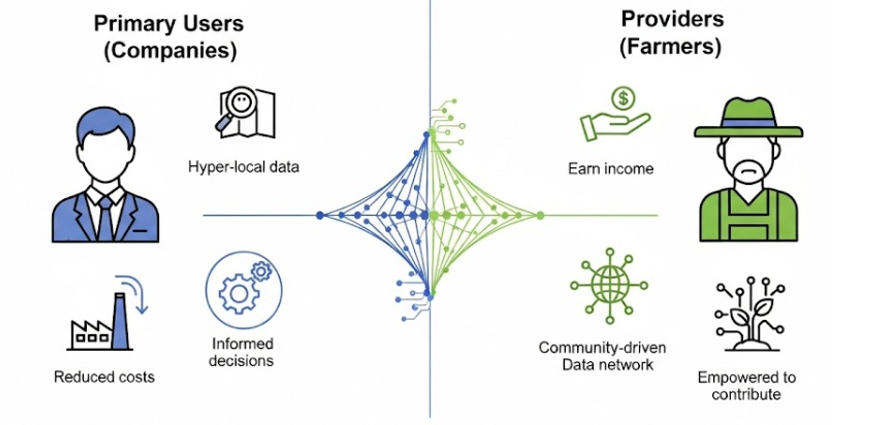 Primary Users
(Companies)
Hyper-local data
Reduced costs
Informed
decisions
Providers
(Farmers)
Earn income
$
Community-driven
Data network
Empowered to
contribute